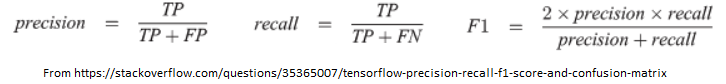 precision = TP / TP + FP    recall = TP / TP + FN    F1 = 2 × precision × recall / precision + recall
From https://stackoverflow.com/questions/35365007/tensorflow-precision-recall-f1-score-and-confusion-matrix